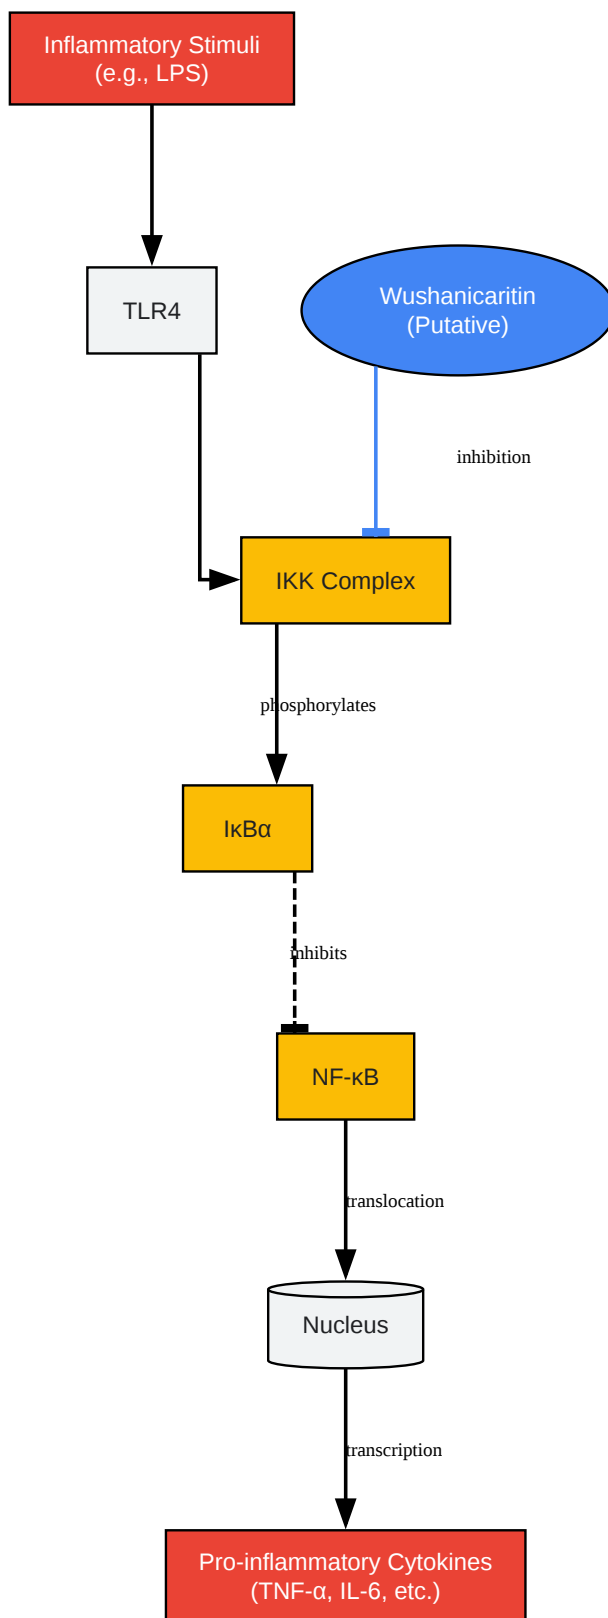 Inflammatory Stimuli
(e.g., LPS)
TLR4
Wushanicaritin
(Putative)
inhibition
IKK Complex
phosphorylates
IκBα
inhibits
NF-κB
translocation
Nucleus
transcription
Pro-inflammatory Cytokines
(TNF-α, IL-6, etc.)